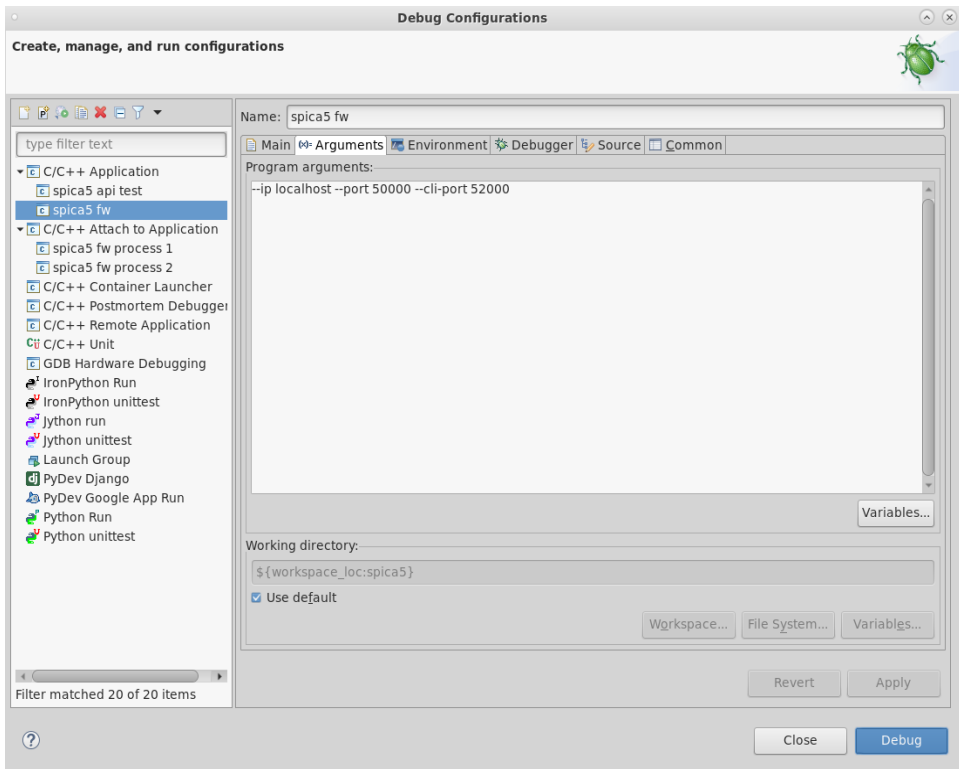 Debug Configurations
Create, manage, and run configurations
type filter text
C/C++ Application
spica5 api test
spica5 fw
C/C++ Attach to Application
spica5 fw process 1
spica5 fw process 2
C/C++ Container Launcher
C/C++ Postmortem Debugger
C/C++ Remote Application
C/C++ Unit
GDB Hardware Debugging
IronPython Run
IronPython unittest
Jython run
Jython unittest
Launch Group
PyDev Django
PyDev Google App Run
Python Run
Python unittest
Filter matched 20 of 20 items
Name: spica5 fw
Main Arguments Environment Debugger Source Common
Program arguments:
--ip localhost --port 50000 --cli-port 52000
Variables...
Working directory:
${workspace_loc:spica5}
Use default
Workspace... File System... Variables...
Revert Apply
Close Debug